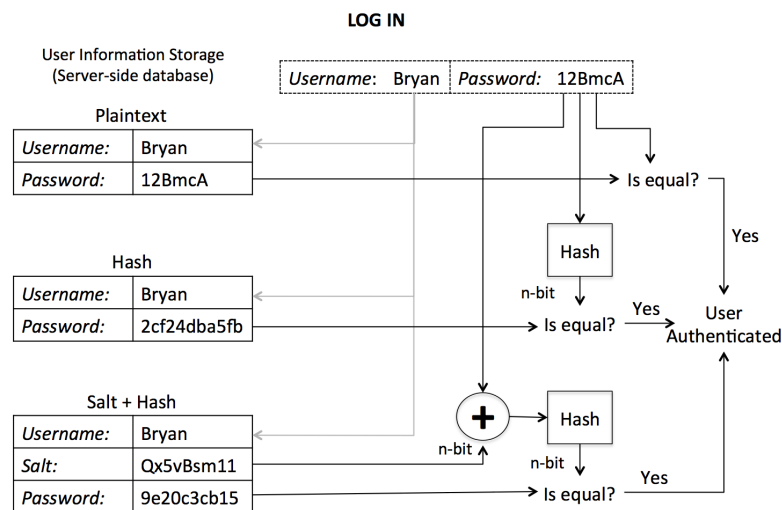 LOG IN
User Information Storage
(Server-side database)
Username: Bryan Password: 12BmcA
Plaintext
Username: Bryan
Password: 12BmcA
Is equal?
Yes
Hash
Hash
n-bit
Username: Bryan
Password: 2cf24dba5fb
Is equal?
Yes
User
Authenticated
Salt + Hash
Username: Bryan
Salt: Qx5vBsm11
Password: 9e20c3cb15
+
n-bit
Hash
n-bit
Is equal?
Yes